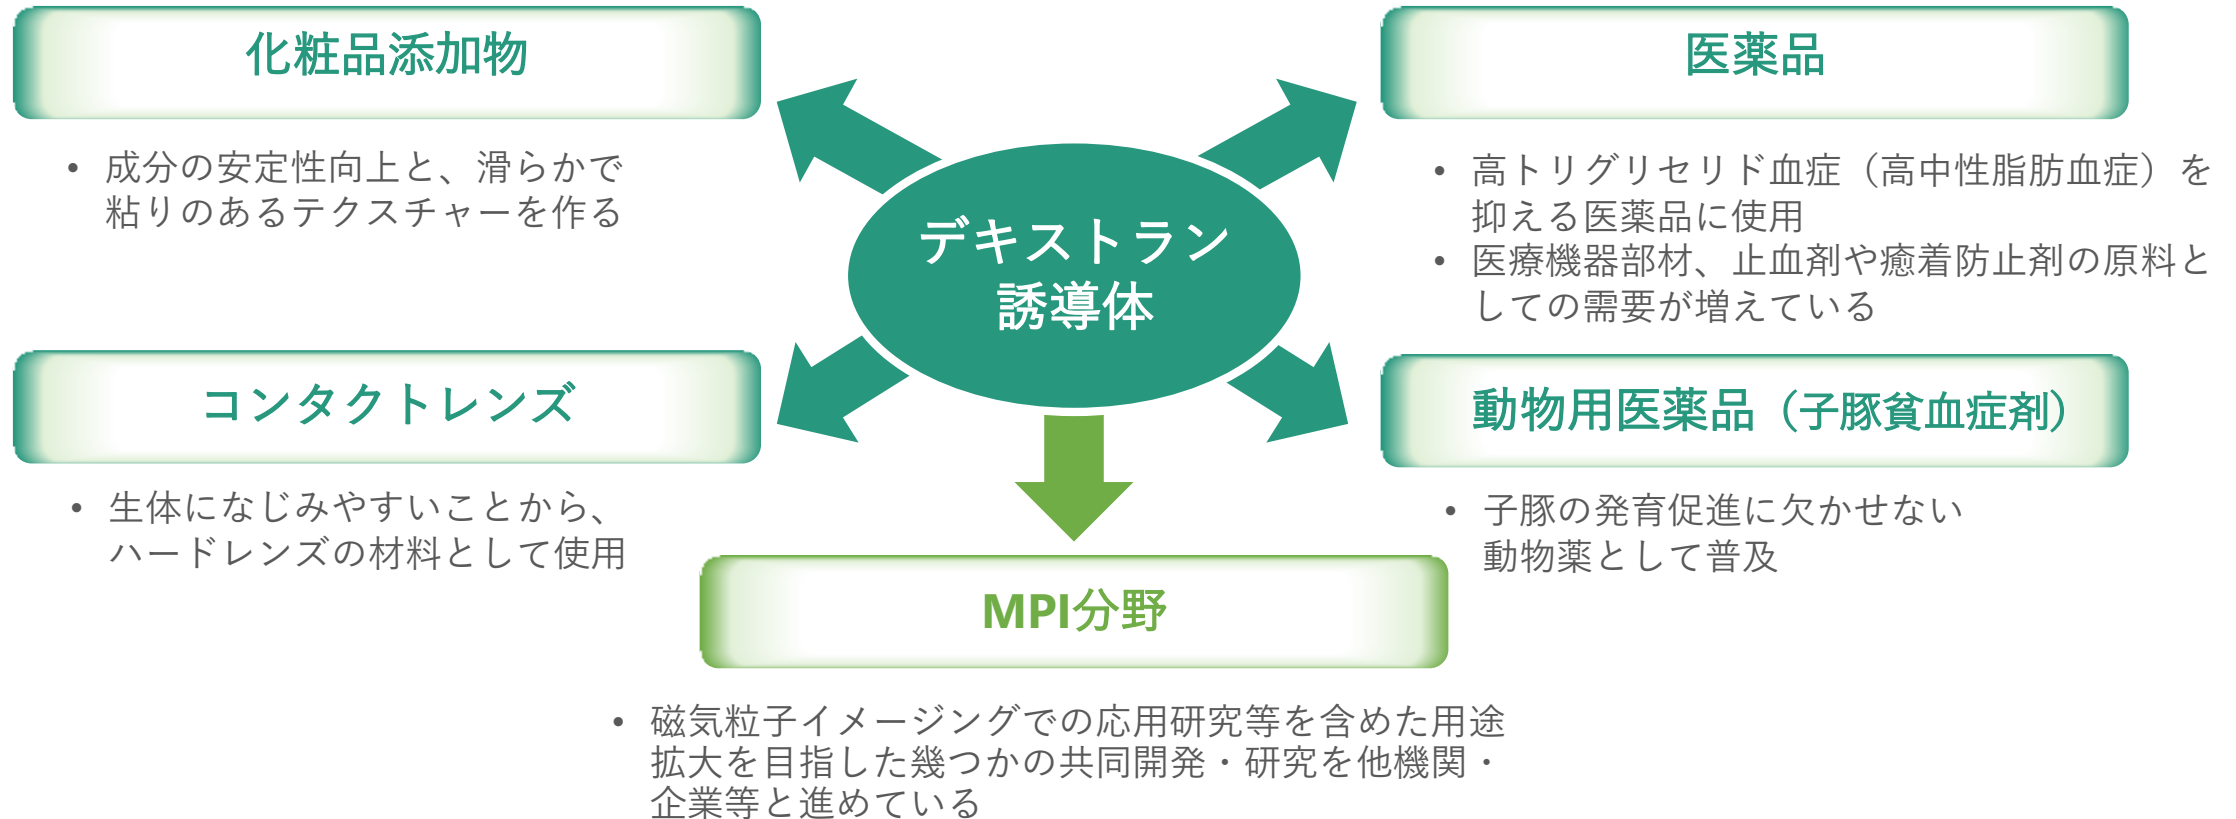 化粧品添加物
• 成分の安定性向上と、滑らかで
粘りのあるテクスチャーを作る
医薬品
• 高トリグリセリド血症（高中性脂肪血症）を
抑える医薬品に使用
• 医療機器部材、止血剤や癒着防止剤の原料と
しての需要が増えている
デキストラン
誘導体
コンタクトレンズ
• 生体になじみやすいことから、
ハードレンズの材料として使用
動物用医薬品（子豚貧血症剤）
• 子豚の発育促進に欠かせない
動物薬として普及
MPI分野
• 磁気粒子イメージングでの応用研究等を含めた用途
拡大を目指した幾つかの共同開発・研究を他機関・
企業等と進めている